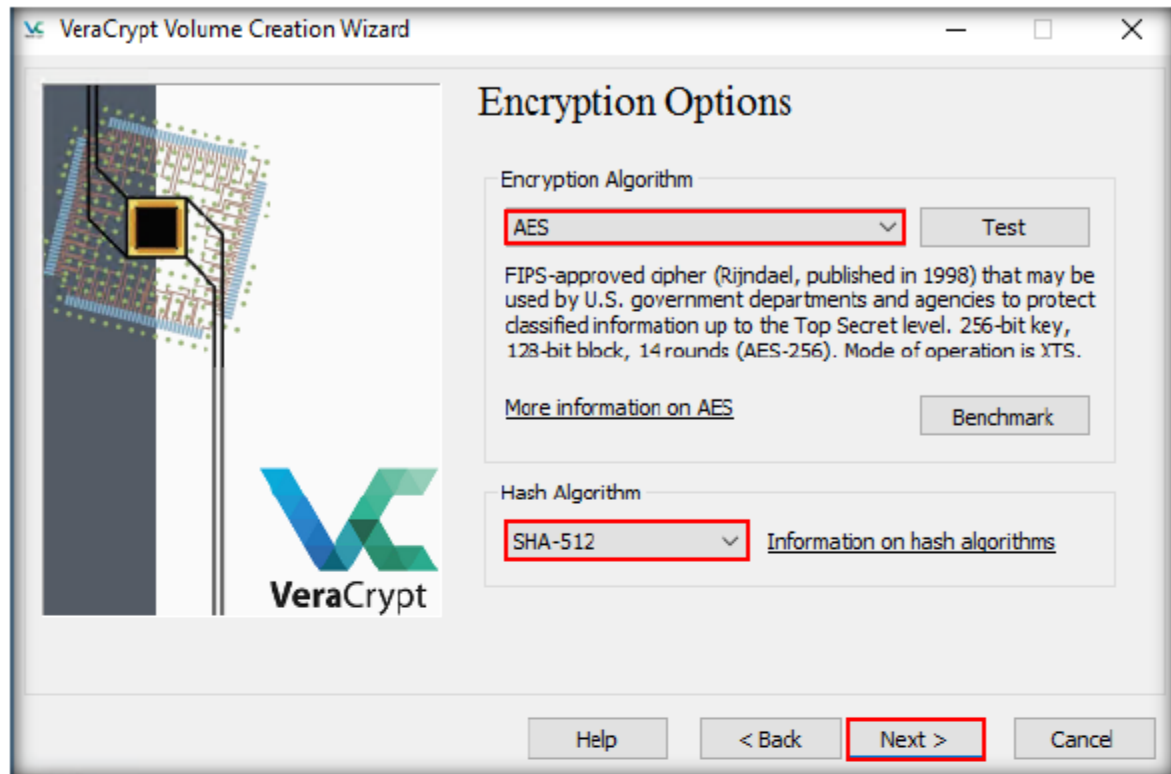 VeraCrypt Volume Creation Wizard
Encryption Options
Encryption Algorithm
AES
Test
FIPS-approved cipher (Rijndael, published in 1998) that may be
used by U.S. government departments and agencies to protect
classified information up to the Top Secret level. 256-bit key,
128-bit block, 14 rounds (AES-256). Mode of operation is XTS.
More information on AES
Benchmark
Hash Algorithm
SHA-512
Information on hash algorithms
VeraCrypt
Help
< Back
Next >
Cancel